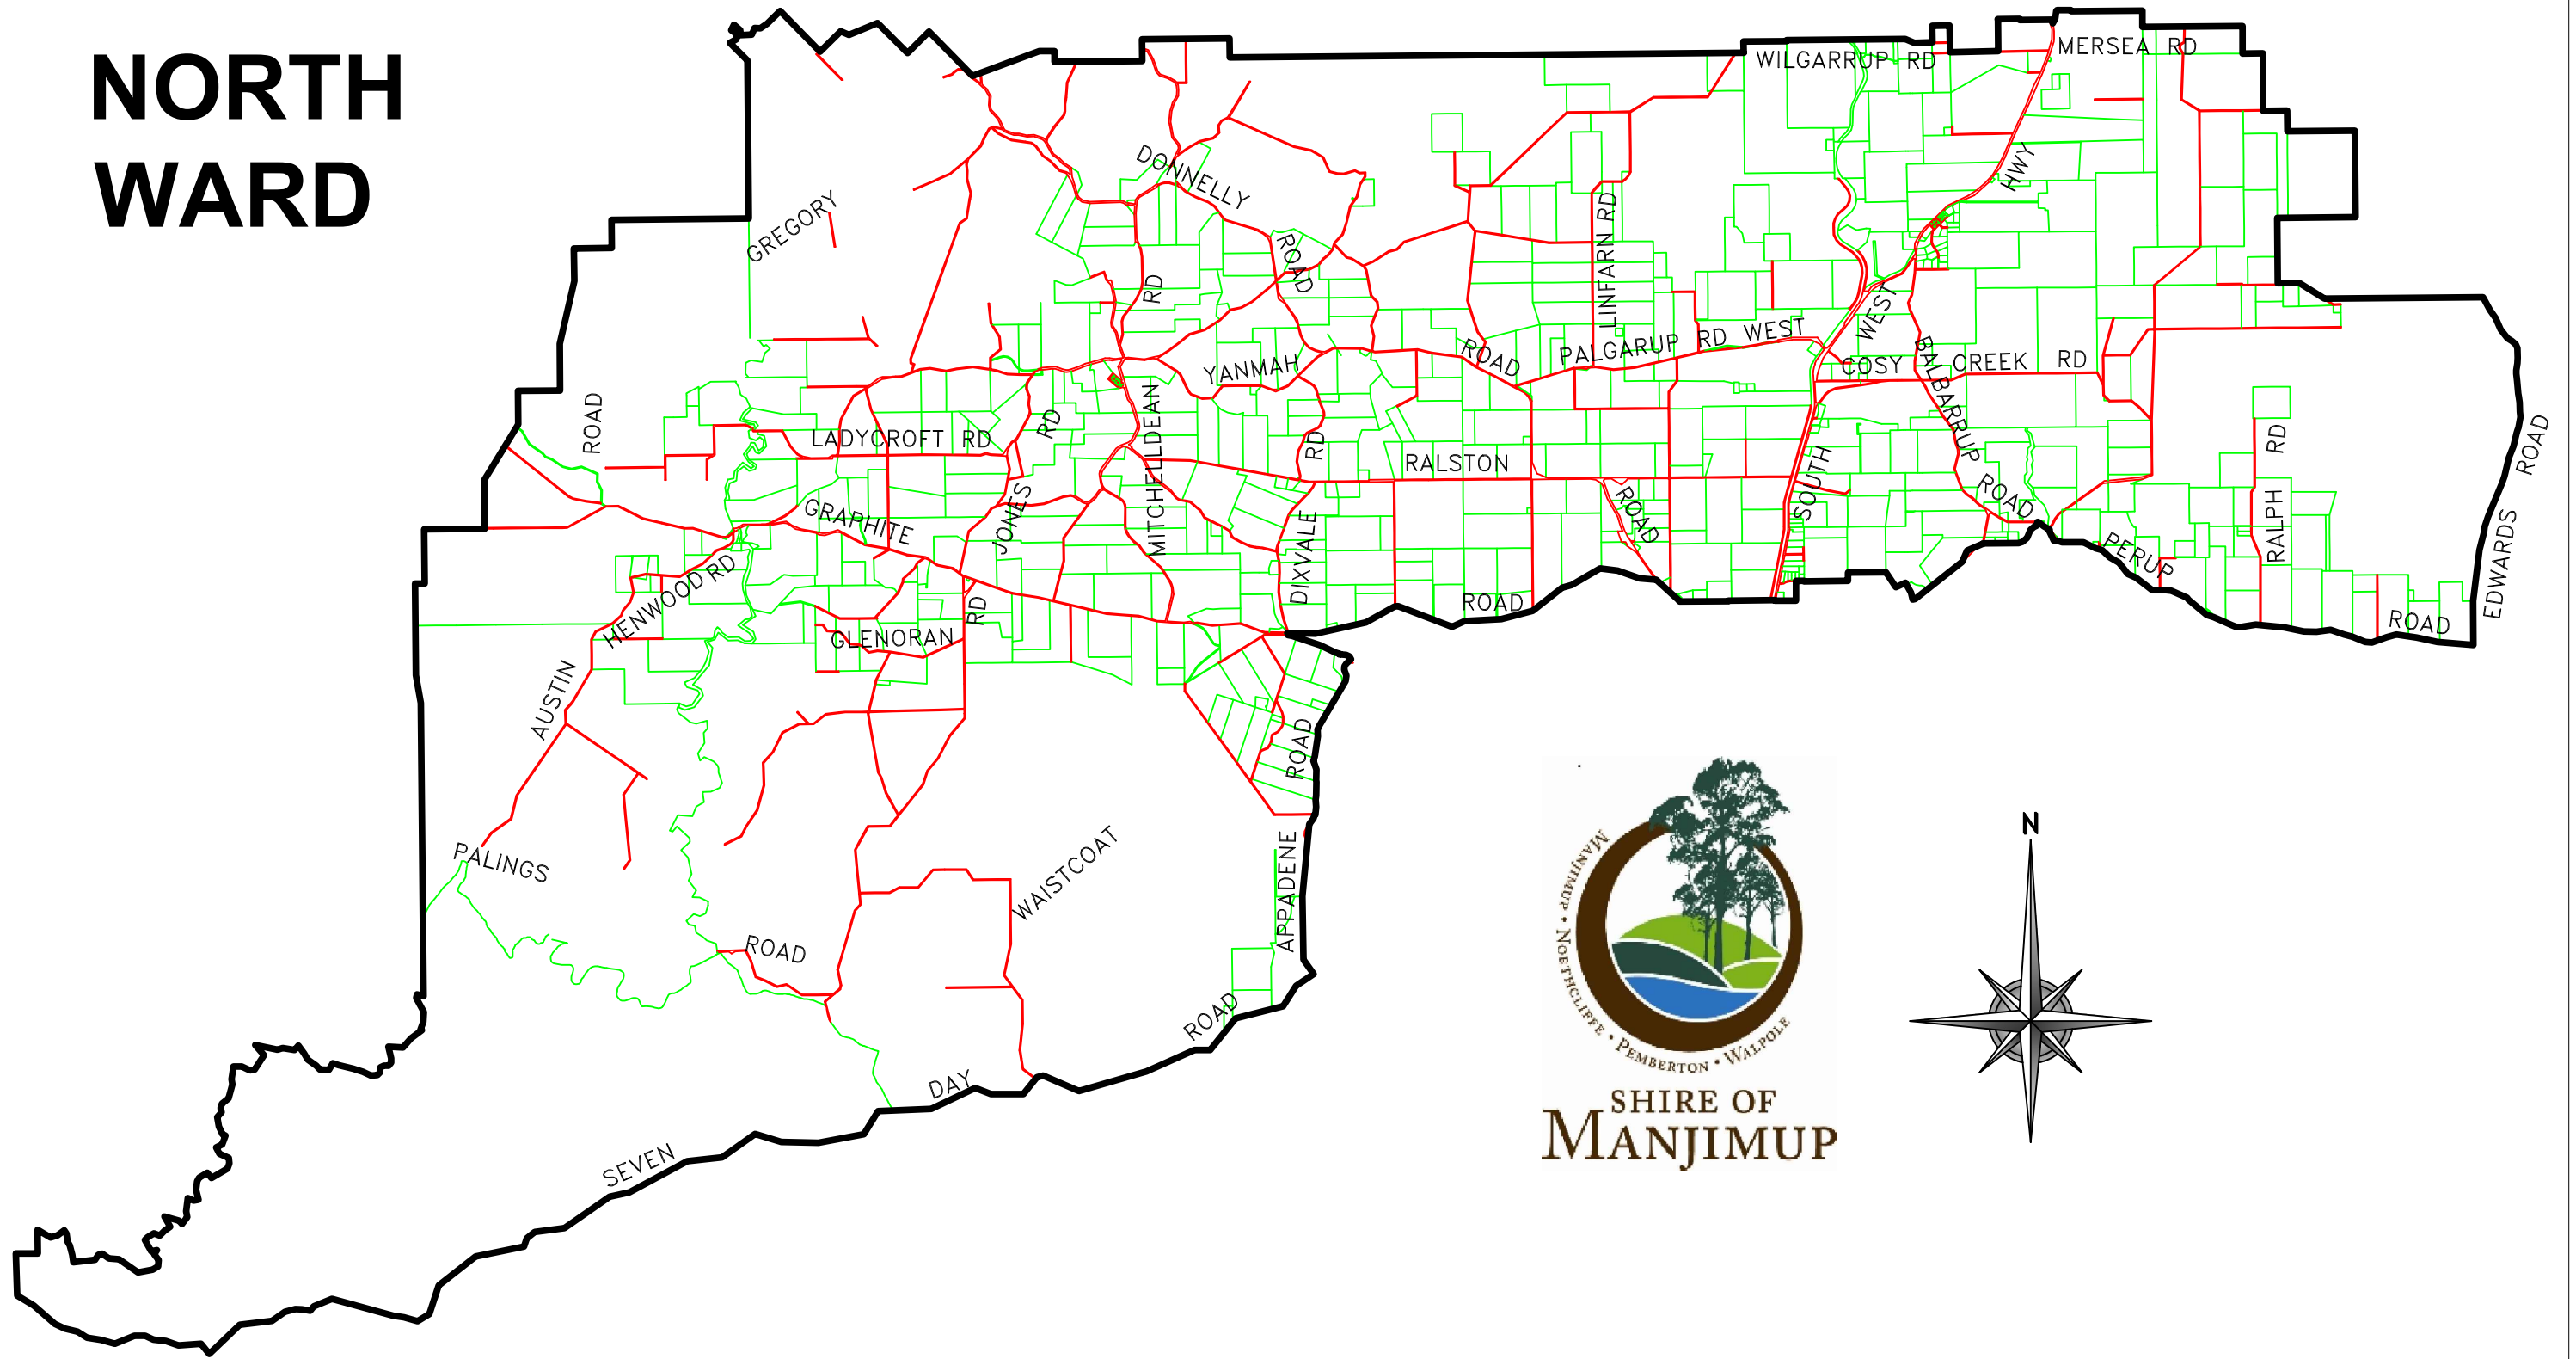 NORTH
WARD
WILGARRUP RD
MERSEA RD
DONNELLY
ROAD
HWY
GREGORY
ROAD
LINFARN RD
RD
WEST
PALGARUP RD WEST
ROAD
YANMAH
COSY CREEK RD
BALBARRUP
ROAD
LADYCROFT RD
RD
JONES
MITCHELLDEAN
RD
DIXVALE
RALSTON
ROAD
SOUTH
RD
RALPH
ROAD
EDWARDS
GRAPHITE
ROAD
PERUP
ROAD
HENWOOD RD
GLENORAN
RD
AUSTIN
ROAD
APPADENE
PALINGS
ROAD
WAISTCOAT
ROAD
DAY
SEVEN
MANJIMUP • NORTHCLIFFE • PEMBERTON • WALPOLE
SHIRE OF
MANJIMUP
N